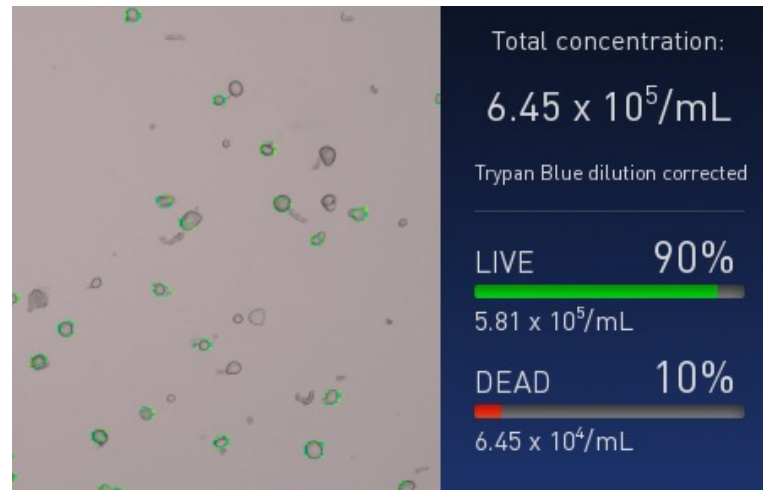 Total concentration:
6.45 x 10⁵/mL
Trypan Blue dilution corrected
LIVE 90%
5.81 x 10⁵/mL
DEAD 10%
6.45 x 10⁴/mL